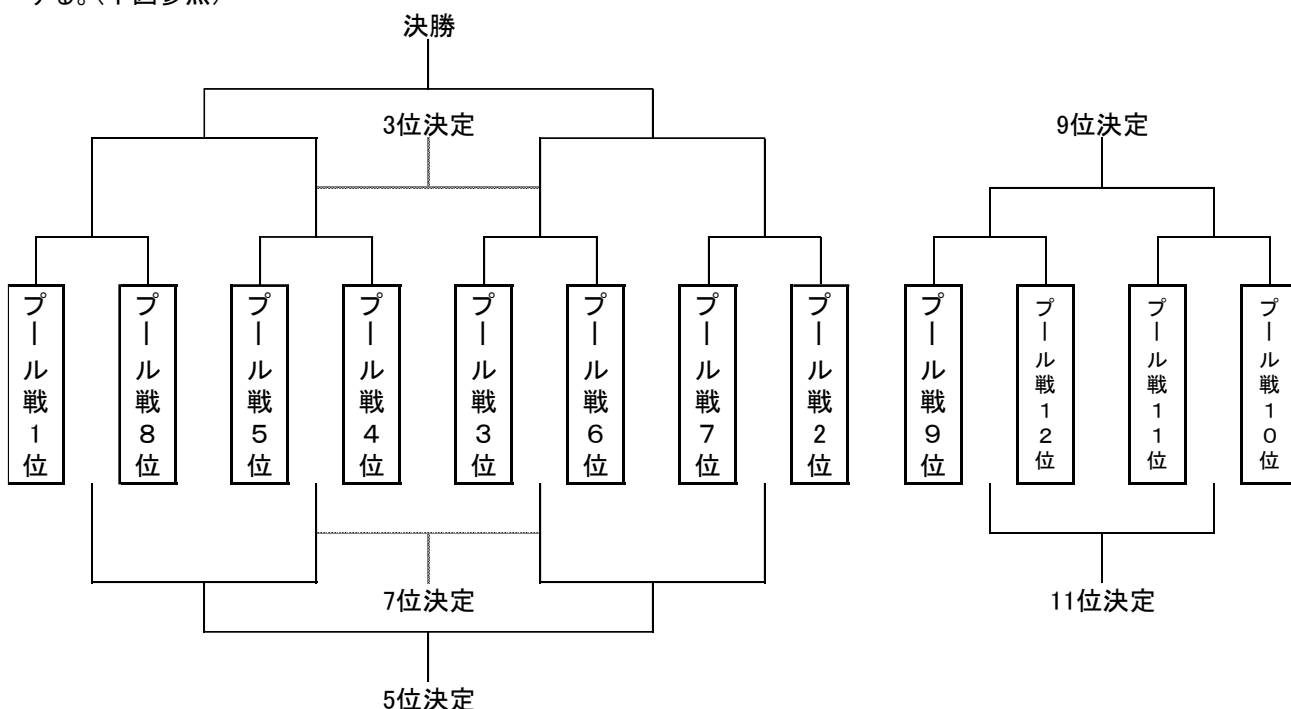 する。(下図参照)
決勝
3位決定
9位決定
プール戦1位
プール戦8位
プール戦5位
プール戦4位
プール戦3位
プール戦6位
プール戦7位
プール戦2位
プール戦9位
プール戦12位
プール戦11位
プール戦10位
7位決定
11位決定
5位決定